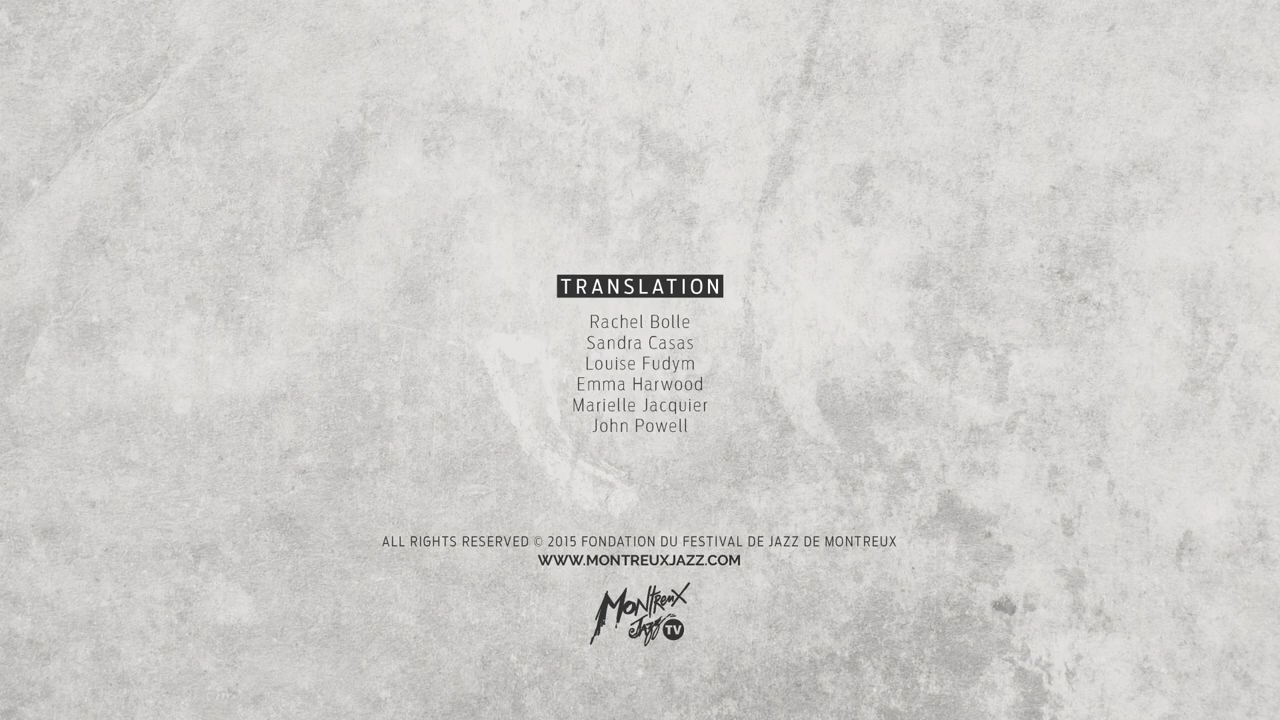 TRANSLATION
Rachel Bolle
Sandra Casas
Louise Fudym
Emma Harwood
Marielle Jacquier
John Powell
ALL RIGHTS RESERVED © 2015 FONDATION DU FESTIVAL DE JAZZ DE MONTREUX
WWW.MONTREUXJAZZ.COM
MONTREUX
JAZZ TV